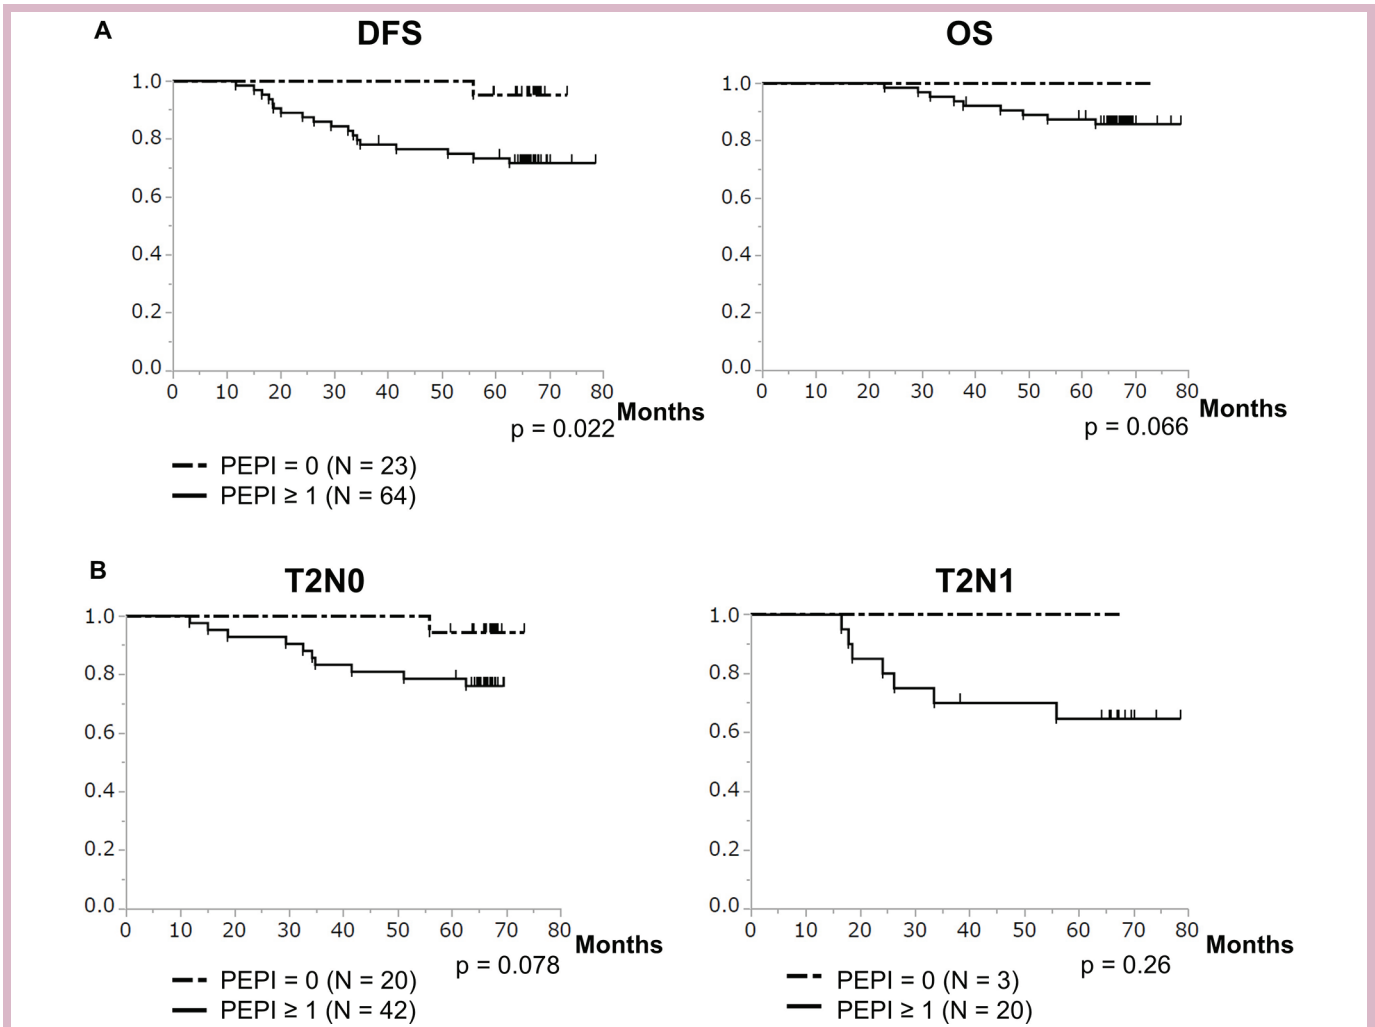 A
DFS
OS
1.0
0.8
0.6
0.4
0.2
0.0
0 10 20 30 40 50 60 70 80
Months
p = 0.022
1.0
0.8
0.6
0.4
0.2
0.0
0 10 20 30 40 50 60 70 80
Months
p = 0.066
PEPI = 0 (N = 23)
PEPI ≥ 1 (N = 64)
B
T2N0
T2N1
1.0
0.8
0.6
0.4
0.2
0.0
0 10 20 30 40 50 60 70 80
Months
p = 0.078
PEPI = 0 (N = 20)
PEPI ≥ 1 (N = 42)
1.0
0.8
0.6
0.4
0.2
0.0
0 10 20 30 40 50 60 70 80
Months
p = 0.26
PEPI = 0 (N = 3)
PEPI ≥ 1 (N = 20)